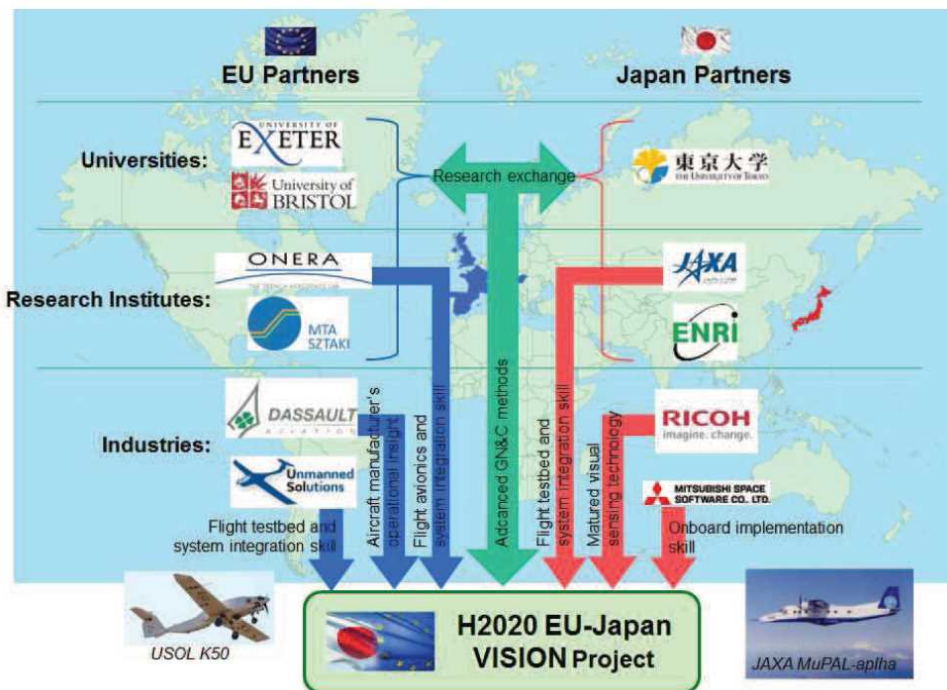 EU Partners
Japan Partners
Universities:
UNIVERSITY OF
EXETER
University of
BRISTOL
Research exchange
東京大学
THE UNIVERSITY OF TOKYO
Research Institutes:
ONERA
THE FRENCH AEROSPACE LAB
MTA
SZTAKI
JAXA
ENRI
Industries:
DASSAULT
AVIATION
Unmanned
Solutions
RICOH
imagine. change.
MITSUBISHI SPACE
SOFTWARE CO., LTD.
Flight testbed and
system integration skill
Aircraft manufacturer's
operational insight
Flight avionics and
system integration skill
GN&C methods
Flight testbed and
system integration skill
Matured visual
sensing technology
Onboard implementation
skill
USOL K50
H2020 EU-Japan
VISION Project
JAXA MuPAL-aplha